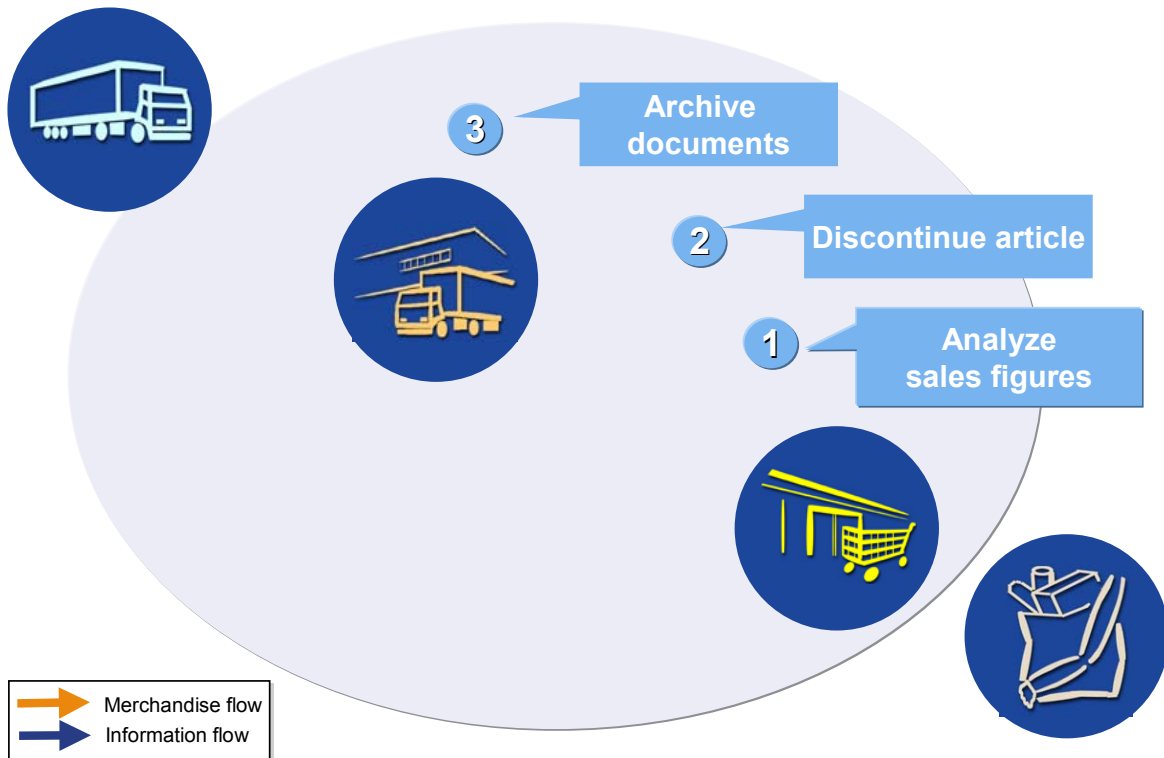 3
Archive
documents
2
Discontinue article
1
Analyze
sales figures
Merchandise flow
Information flow